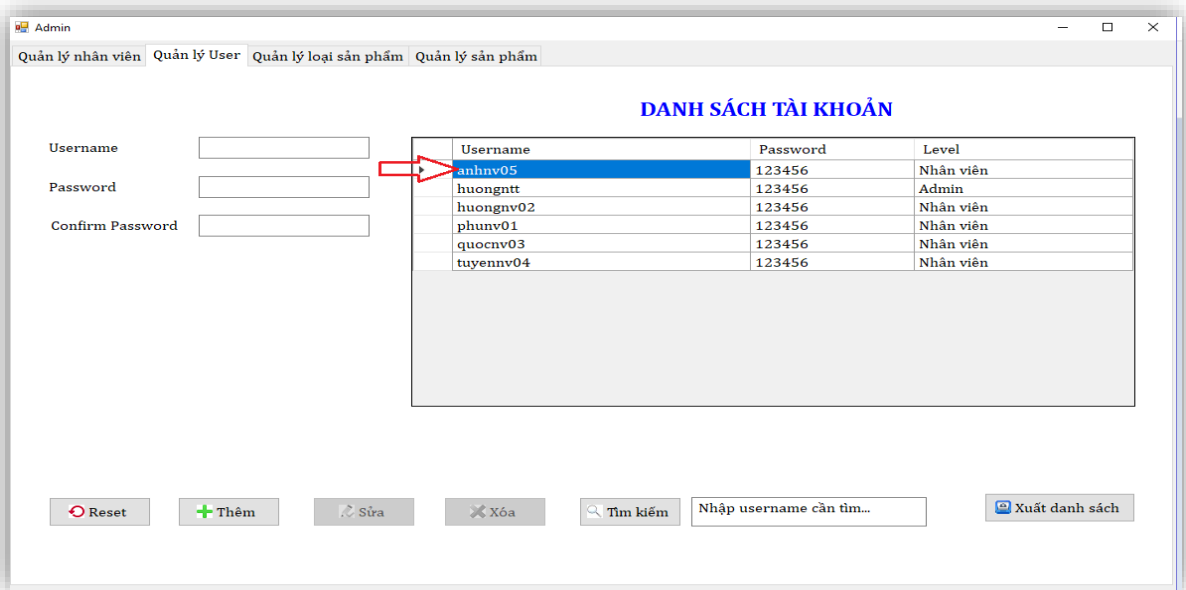 Admin
Quản lý nhân viên Quản lý User Quản lý loại sản phẩm Quản lý sản phẩm
DANH SÁCH TÀI KHOẢN
Username
Password
Confirm Password
Username Password Level
anhnv05 123456 Nhân viên
huongntt 123456 Admin
huongnv02 123456 Nhân viên
phunv01 123456 Nhân viên
quocnv03 123456 Nhân viên
tuyennv04 123456 Nhân viên
Reset Thêm Sửa Xóa Tìm kiếm Nhập username cần tìm... Xuất danh sách